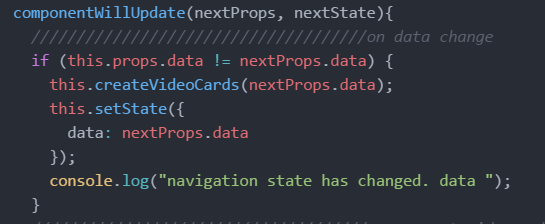 componentWillUpdate(nextProps, nextState){
/////////////////////////////////////on data change
if (this.props.data != nextProps.data) {
this.createVideoCards(nextProps.data);
this.setState({
data: nextProps.data
});
console.log("navigation state has changed. data ");
}